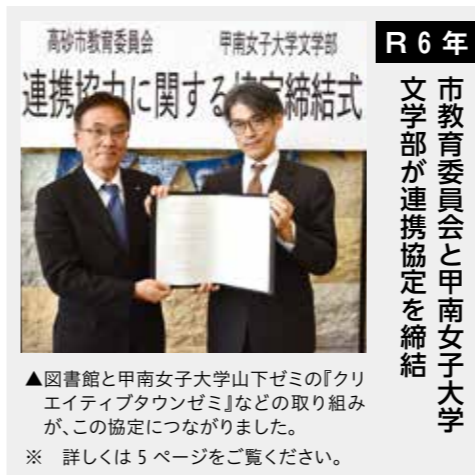 R6年
市教育委員会と甲南女子大学
文学部が連携協定を締結
高砂市教育委員会 甲南女子大学文学部
連携協力に関する協定締結式
▲図書館と甲南女子大学山下ゼミの『クリ
エイティブタウンゼミ』などの取り組み
が、この協定につながりました。
※ 詳しくは5ページをご覧ください。